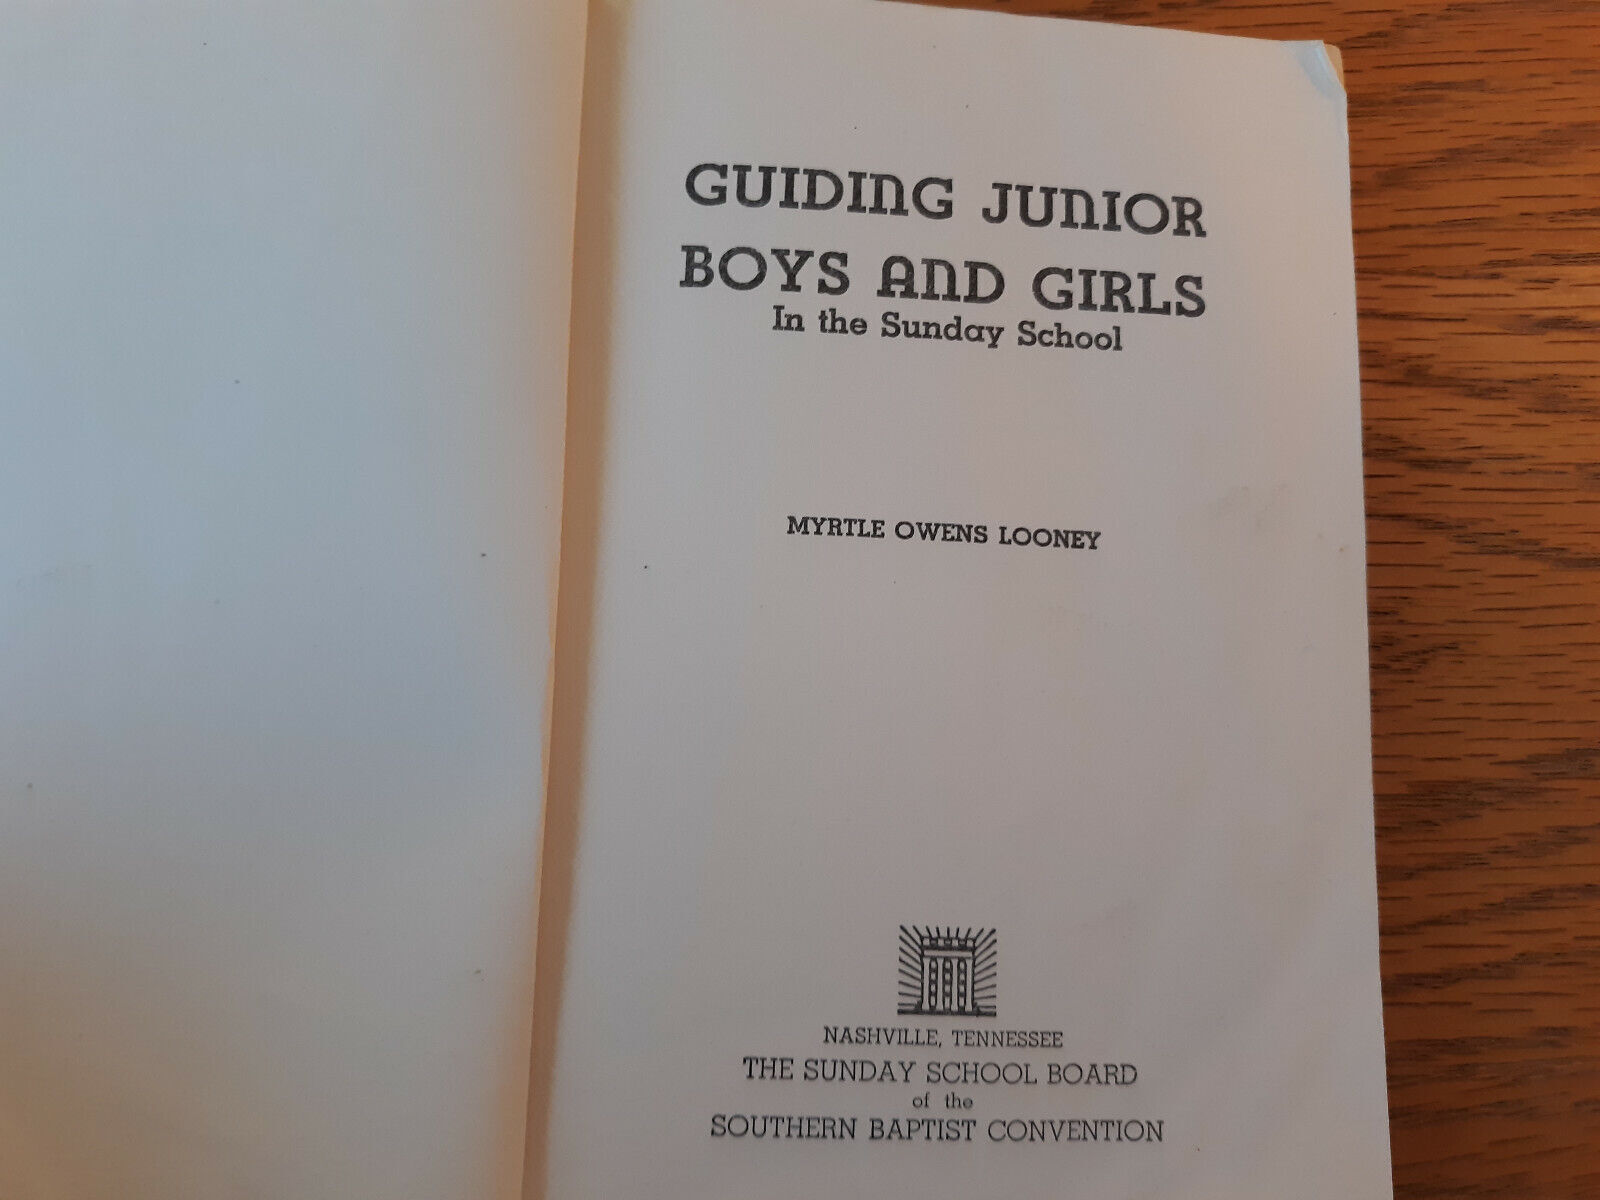 GUIDING JUNIOR
BOYS AND GIRLS
In the Sunday School
MYRTLE OWENS LOONEY
NASHVILLE, TENNESSEE
THE SUNDAY SCHOOL BOARD
of the
SOUTHERN BAPTIST CONVENTION